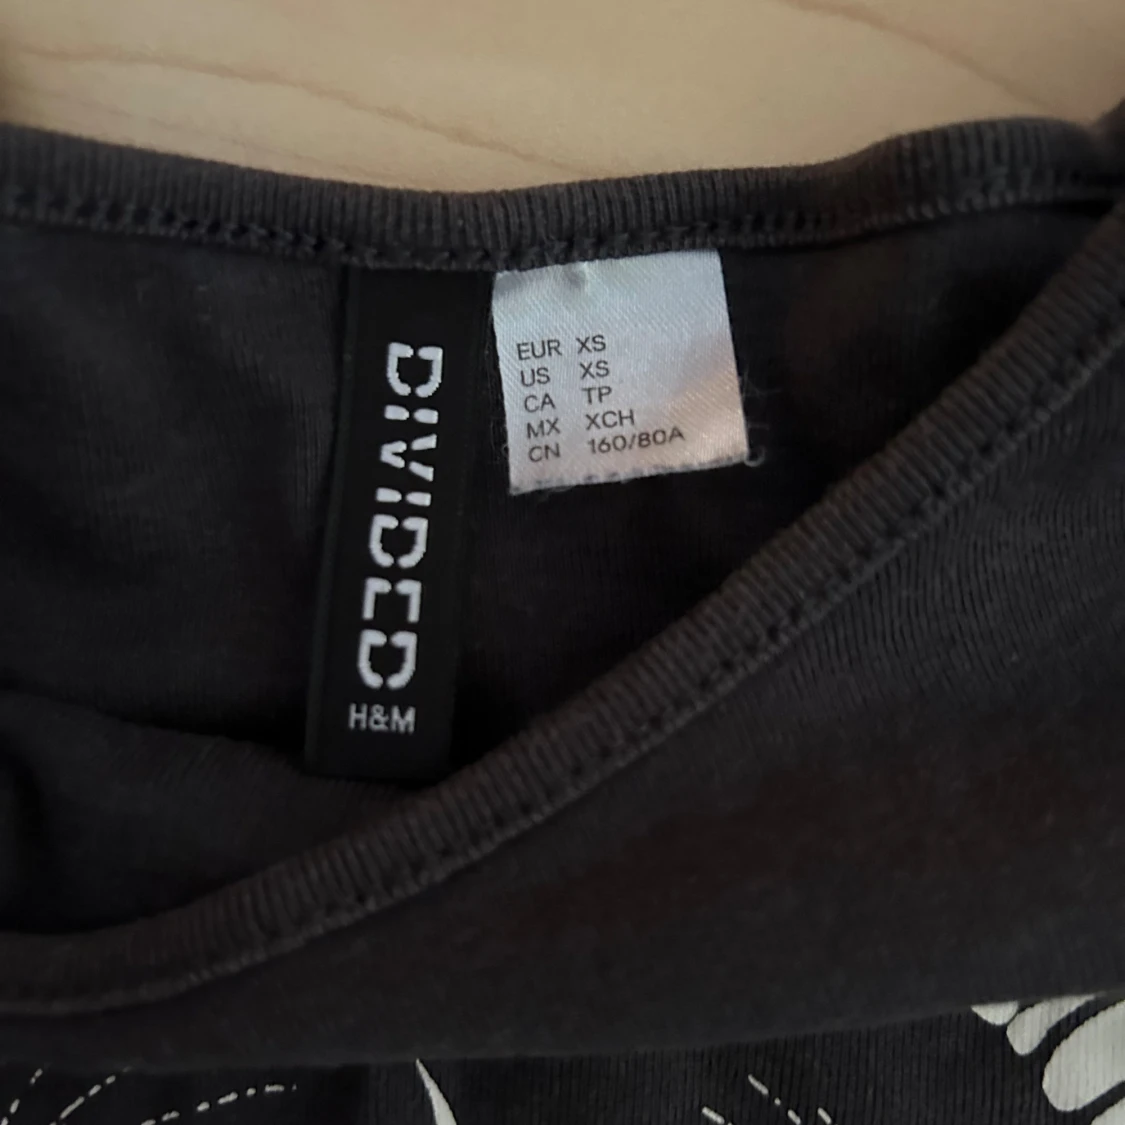 DIVIDED
H&M
EUR XS
US XS
CA TP
MX XCH
CN 160/80A